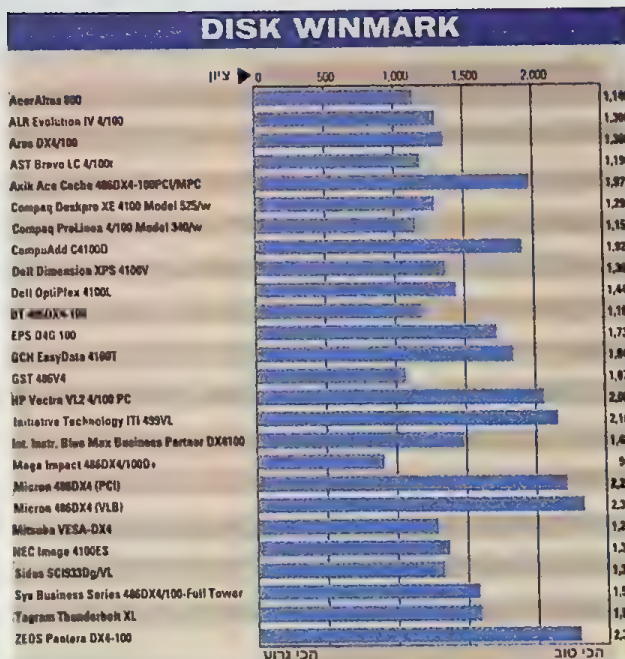 DISK WINMARK
ציון 0 500 1,000 1,500 2,000
AcerAltos 800
ALR Evolution IV 4/100
Ares DX4/100
AST Bravo LC 4/100t
Axik Ace Cache 486DX4-100PCI/MPC
Compaq Deskpro XE 4100 Model 525/w
Compaq ProLinea 4/100 Model 340/w
CompuAdd C4100D
Dell Dimension XPS 4100V
Dell OptiPlex 4100L
DT 486DX4-100
EPS D4G 100
GCH EasyData 4100T
GST 486V4
HP Vectra VL2 4/100 PC
Initiative Technology ITI 499VL
Int. Instr. Blue Max Business Partner DX4100
Mega Impact 486DX4/100D+
Micron 486DX4 (PCI)
Micron 486DX4 (VLB)
Mitsuba VESA-DX4
NEC Image 4100ES
Sidus SCI933Dg/VL
Sys Business Series 486DX4/100-Full Tower
Tagram Thunderbolt XL
ZEOS Pantera DX4-100
הכי טוב הכי גרוע